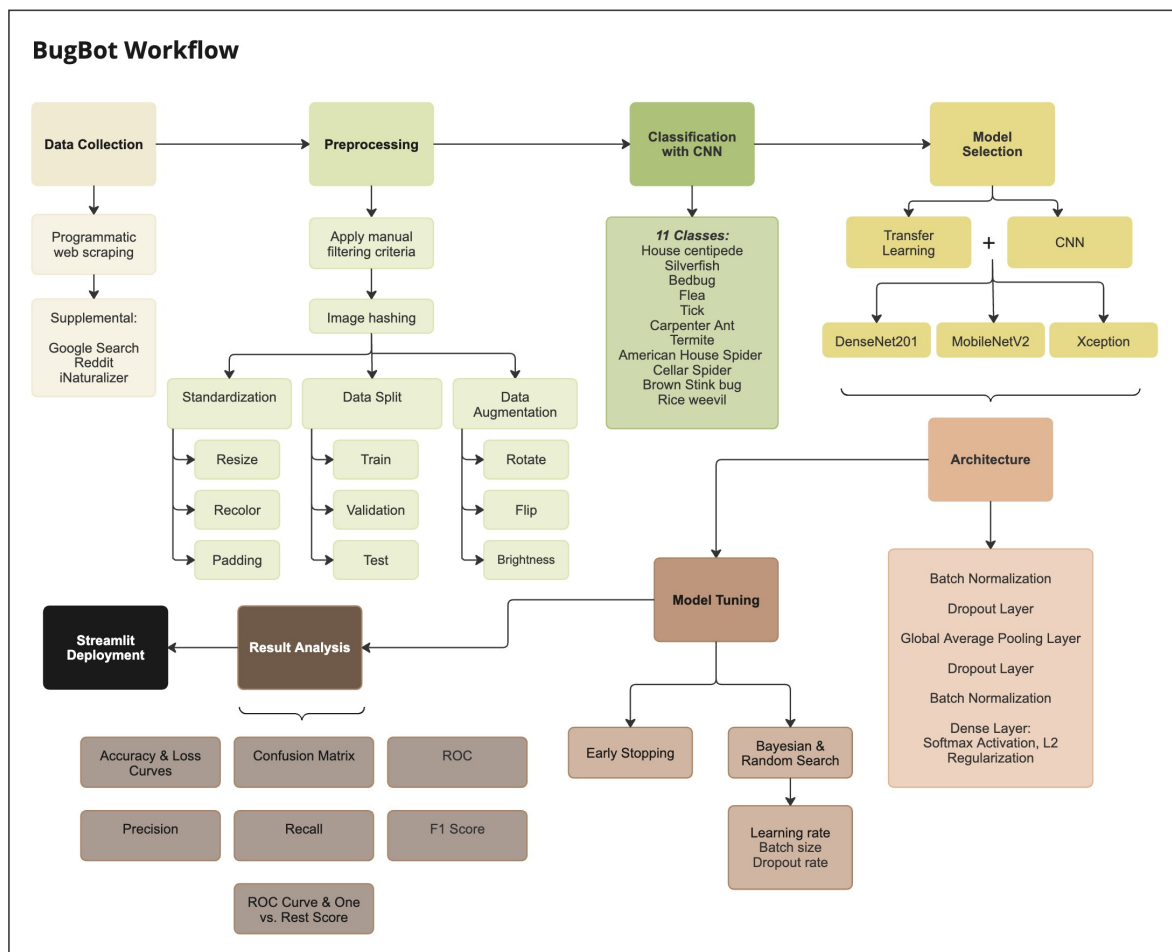 BugBot Workflow
Data Collection
Programmatic
web scraping
Supplemental:
Google Search
Reddit
iNaturalizer
Preprocessing
Apply manual
filtering criteria
Image hashing
Standardization
Resize
Recolor
Padding
Data Split
Train
Validation
Test
Data
Augmentation
Rotate
Flip
Brightness
Classification
with CNN
11 Classes:
House centipede
Silverfish
Bedbug
Flea
Tick
Carpenter Ant
Termite
American House Spider
Cellar Spider
Brown Stink bug
Rice weevil
Model
Selection
Transfer
Learning
+
CNN
DenseNet201
MobileNetV2
Xception
Architecture
Batch Normalization
Dropout Layer
Global Average Pooling Layer
Dropout Layer
Batch Normalization
Dense Layer:
Softmax Activation, L2
Regularization
Model Tuning
Early Stopping
Bayesian &
Random Search
Learning rate
Batch size
Dropout rate
Result Analysis
Accuracy & Loss
Curves
Confusion Matrix
ROC
Precision
Recall
F1 Score
ROC Curve & One
vs. Rest Score
Streamlit
Deployment